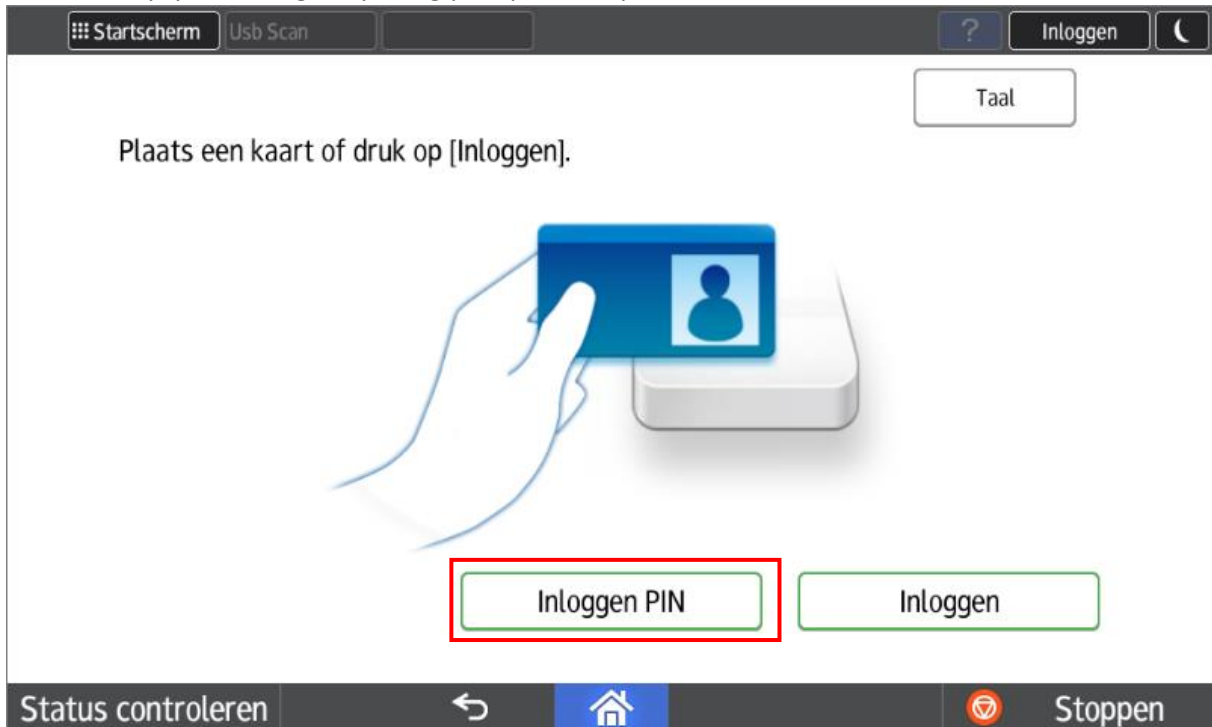 Startscherm Usb Scan ? Inloggen
Taal
Plaats een kaart of druk op [Inloggen].
Inloggen PIN Inloggen
Status controleren Stoppen